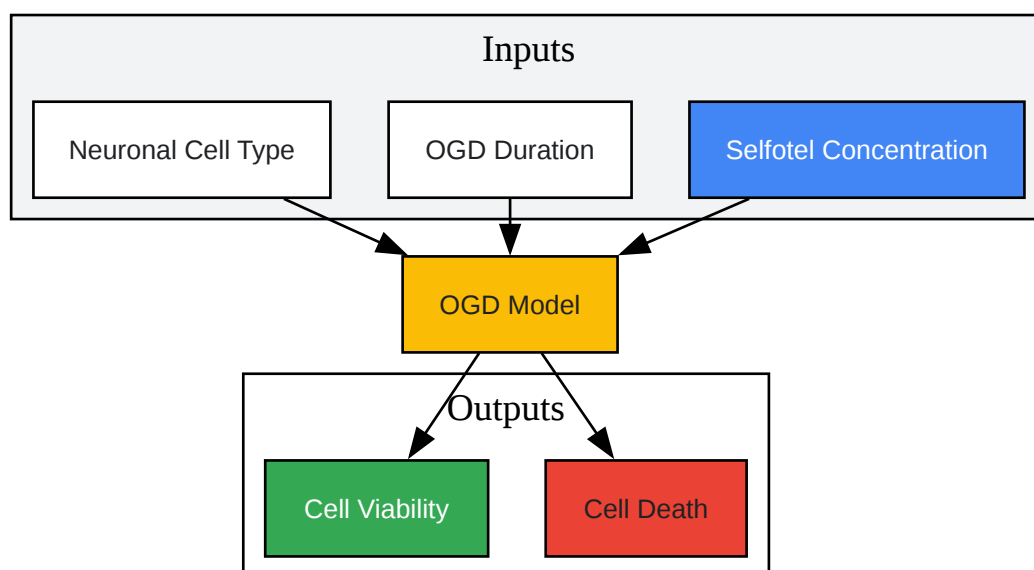 Inputs
Neuronal Cell Type
OGD Duration
Selfotel Concentration
OGD Model
Outputs
Cell Viability
Cell Death